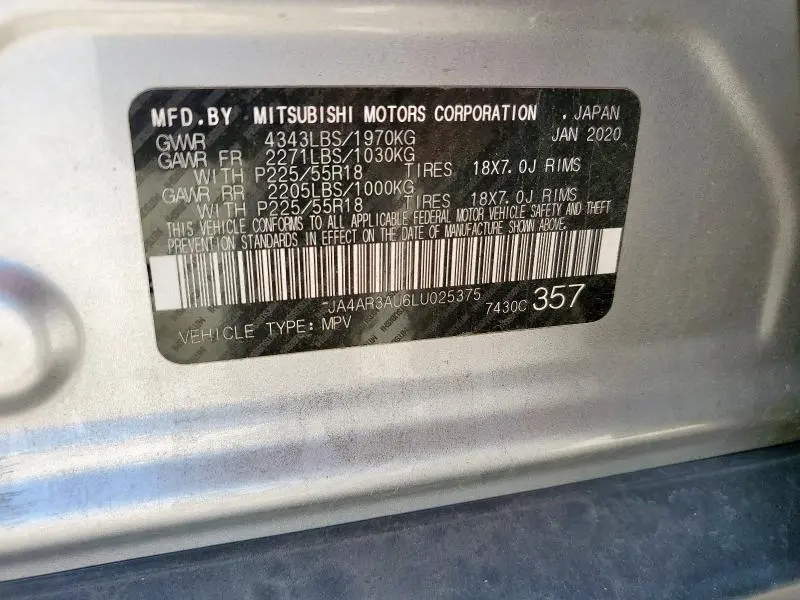 MFD.BY MITSUBISHI MOTORS CORPORATION . JAPAN
GVWR 4343LBS/1970KG JAN 2020
GAWR FR 2271LBS/1030KG
WITH P225/55R18 TIRES 18X7.0J RIMS
GAWR RR 2205LBS/1000KG
WITH P225/55R18 TIRES 18X7.0J RIMS
THIS VEHICLE CONFORMS TO ALL APPLICABLE FEDERAL MOTOR VEHICLE SAFETY AND THEFT
PREVENTION STANDARDS IN EFFECT ON THE DATE OF MANUFACTURE SHOWN ABOVE.
JA4AR3AU6LU025375
7430C 357
VEHICLE TYPE: MPV